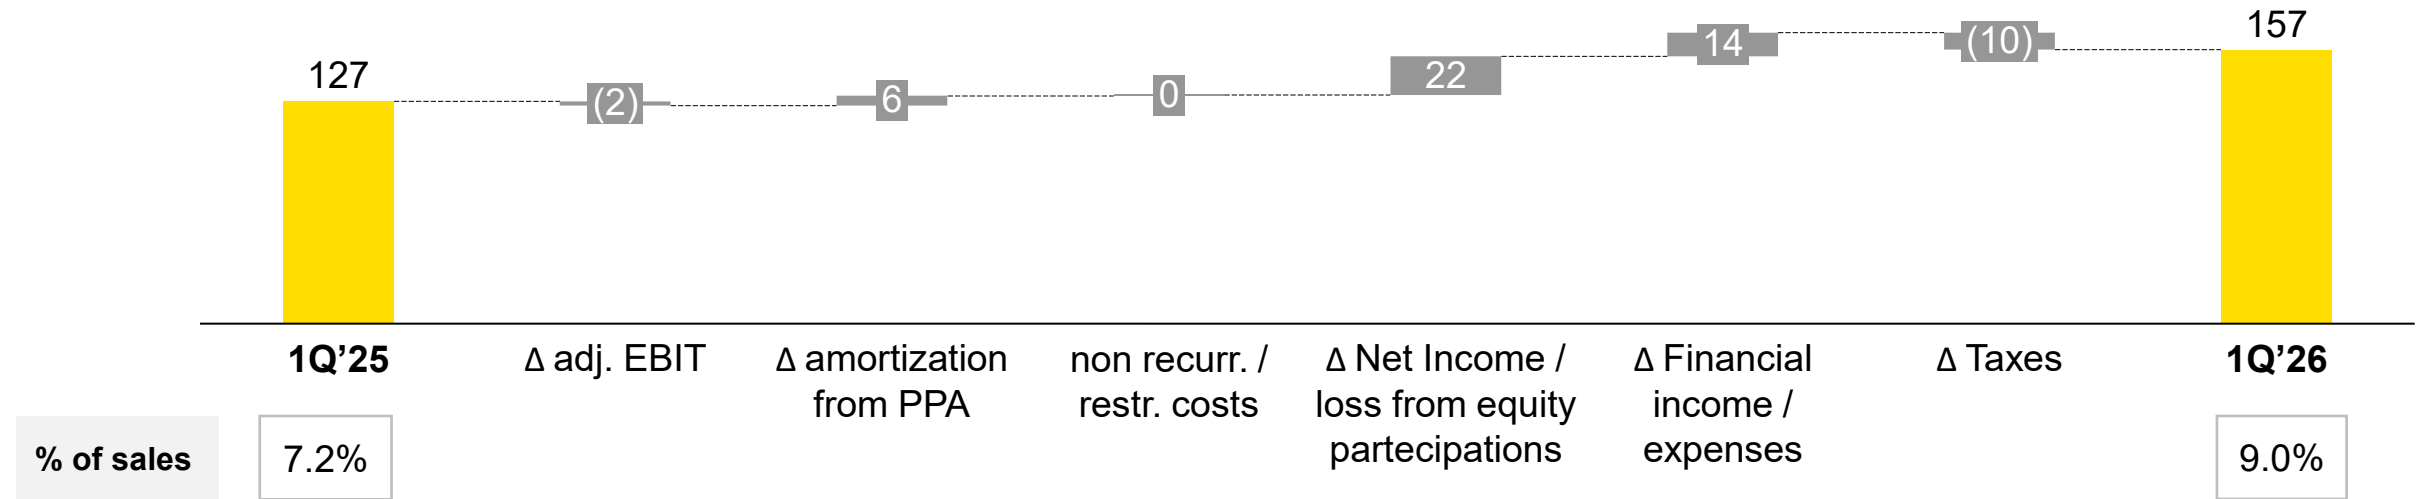 127
(2)
6
0
22
14
(10)
157
1Q’25
Δ adj. EBIT
Δ amortization
from PPA
non recurr. /
restr. costs
Δ Net Income /
loss from equity
partecipations
Δ Financial
income /
expenses
Δ Taxes
1Q’26
% of sales
7.2%
9.0%